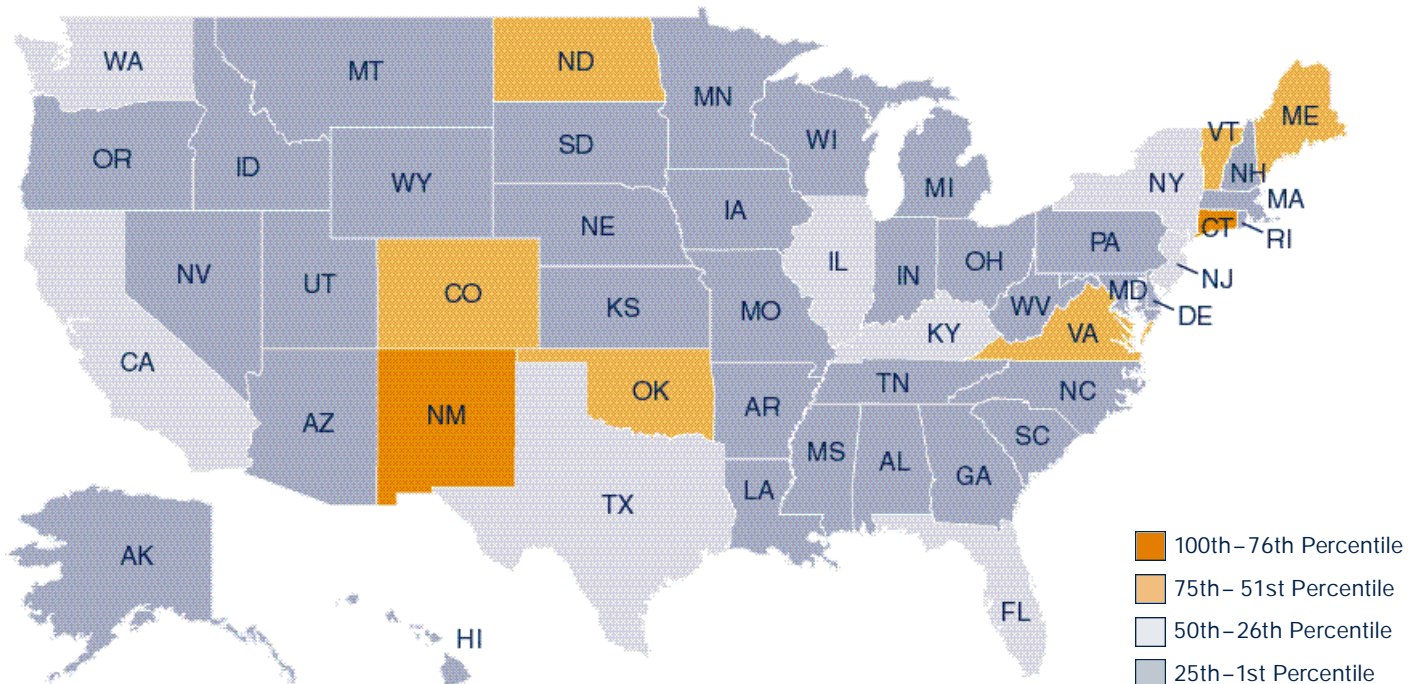 WA
MT
ND
MN
VT
ME
OR
ID
SD
WI
NH
WY
MI
NY
MA
IA
CT
RI
NE
PA
NV
UT
CO
IL
IN
OH
NJ
KS
MO
WV
MD
DE
CA
KY
VA
AZ
NM
OK
AR
TN
NC
MS
AL
GA
SC
TX
LA
AK
HI
FL
100th–76th Percentile
75th–51st Percentile
50th–26th Percentile
25th–1st Percentile